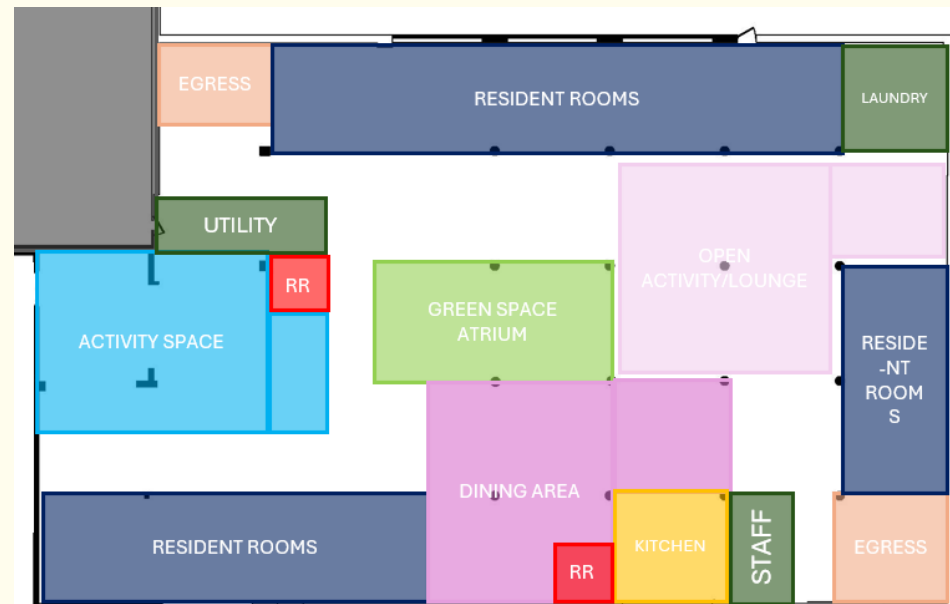 EGRESS
RESIDENT ROOMS
LAUNDRY
UTILITY
RR
OPEN
ACTIVITY/LOUNGE
GREEN SPACE
ATRIUM
ACTIVITY SPACE
RESIDE
-NT
ROOM
S
DINING AREA
RESIDENT ROOMS
RR
KITCHEN
STAFF
EGRESS